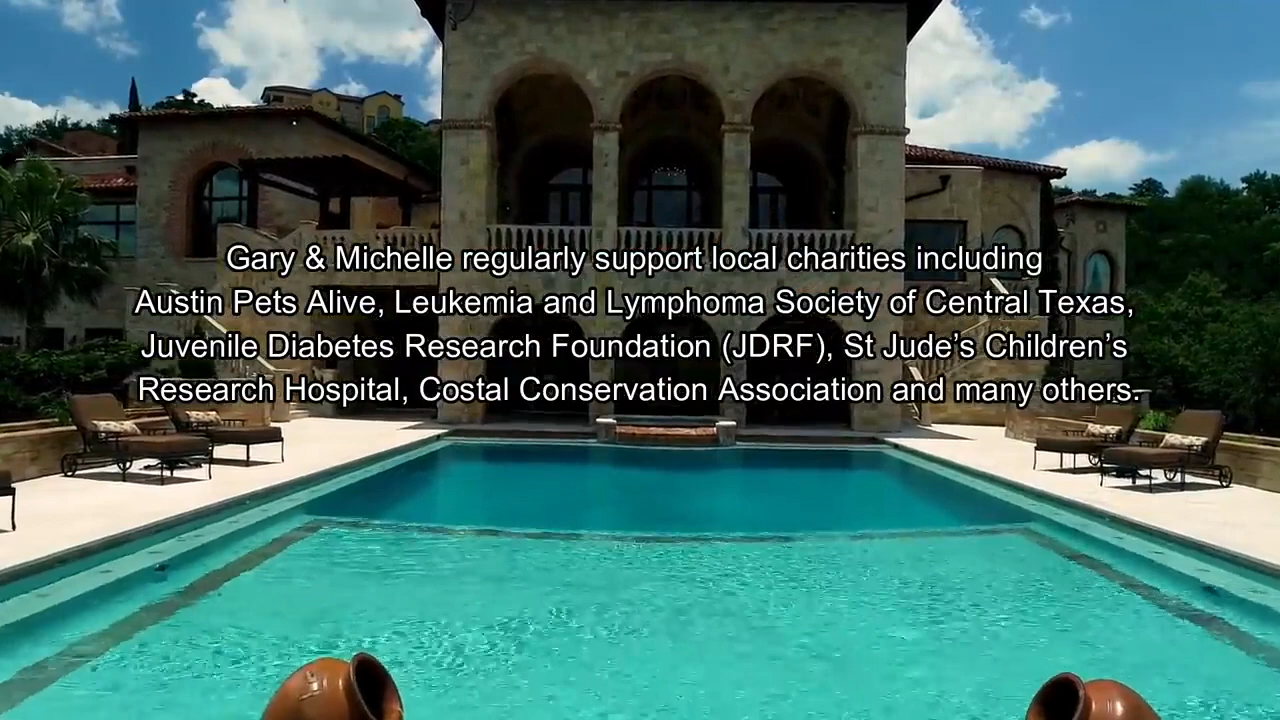 Gary & Michelle regularly support local charities including
Austin Pets Alive, Leukemia and Lymphoma Society of Central Texas,
Juvenile Diabetes Research Foundation (JDRF), St Jude’s Children’s
Research Hospital, Costal Conservation Association and many others.